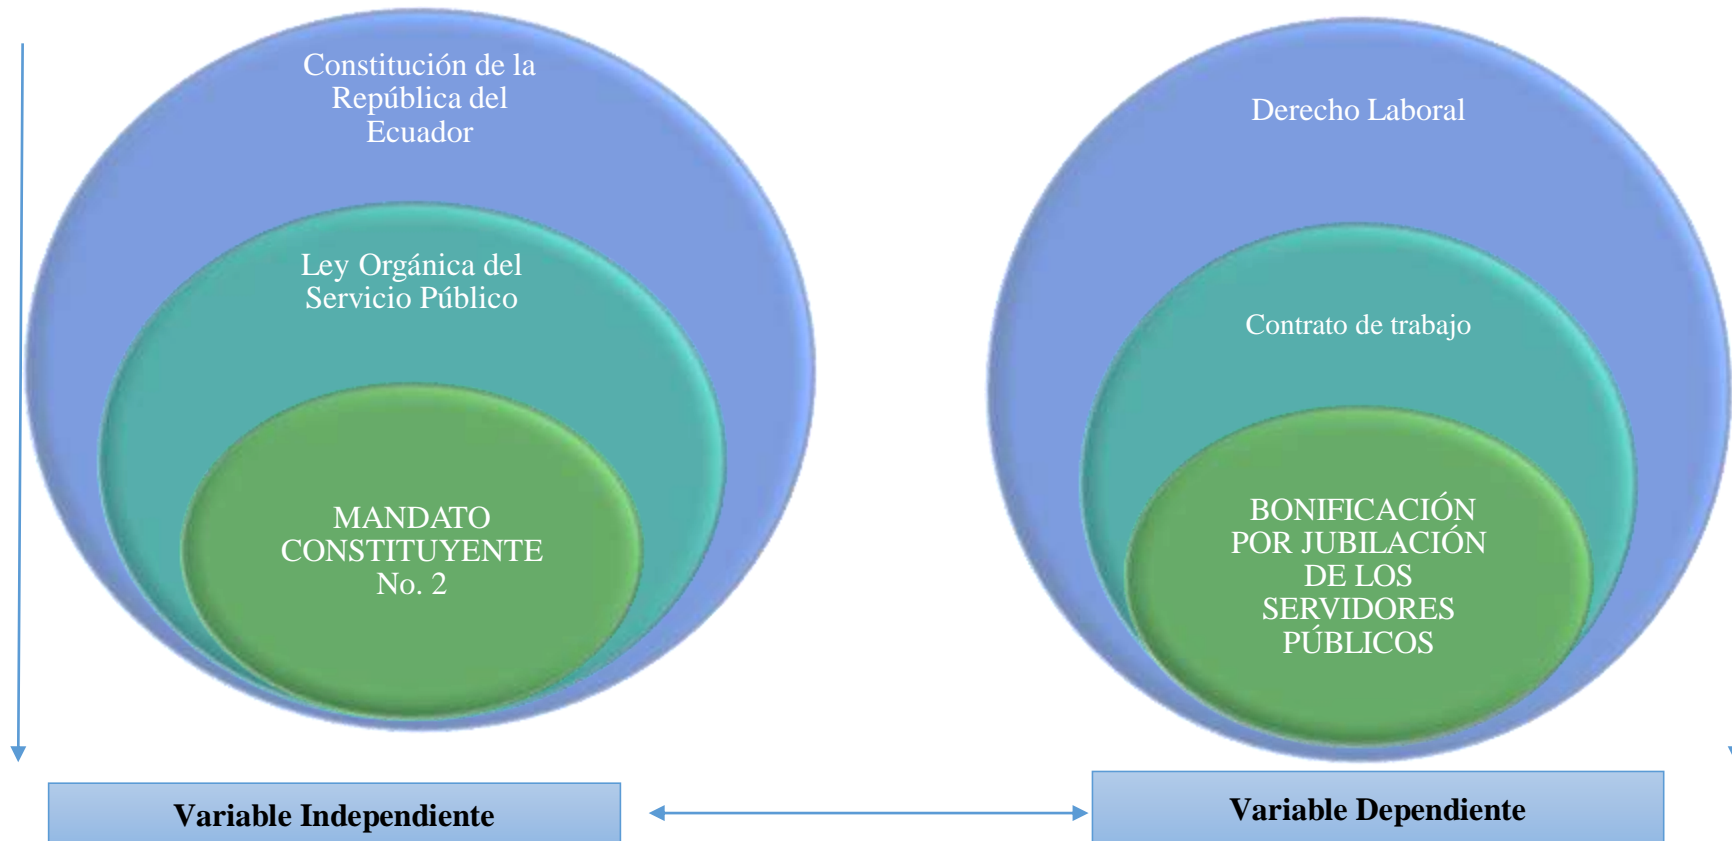 Constitución de la
República del
Ecuador
Ley Orgánica del
Servicio Público
MANDATO
CONSTITUYENTE
No. 2
Variable Independiente
Derecho Laboral
Contrato de trabajo
BONIFICACIÓN
POR JUBILACIÓN
DE LOS
SERVIDORES
PÚBLICOS
Variable Dependiente